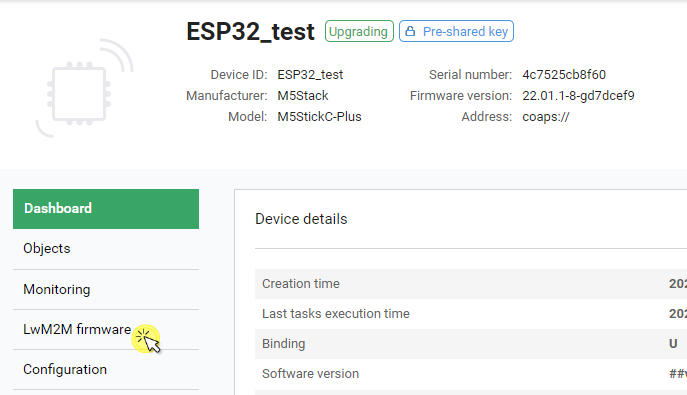 ESP32_test Upgrading Pre-shared key
Device ID: ESP32_test Serial number: 4c7525cb8f60
Manufacturer: M5Stack Firmware version: 22.01.1-8-gd7dcef9
Model: M5StickC-Plus Address: coaps://
Dashboard
Objects
Monitoring
LwM2M firmware
Configuration
Device details
Creation time 202
Last tasks execution time 202
Binding U
Software version